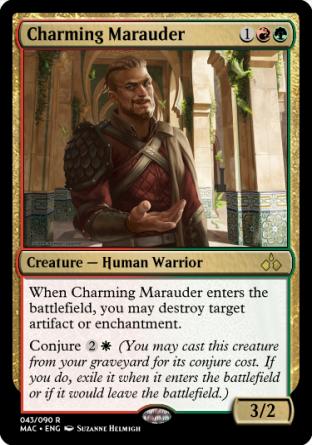 Charming Marauder 1
Creature — Human Warrior
When Charming Marauder enters the
battlefield, you may destroy target
artifact or enchantment.
Conjure 2 (You may cast this creature
from your graveyard for its conjure cost. If
you do, exile it when it enters the battlefield
or if it would leave the battlefield.)
3/2
043/090 R
MAC • ENG Suzanne Helmigh